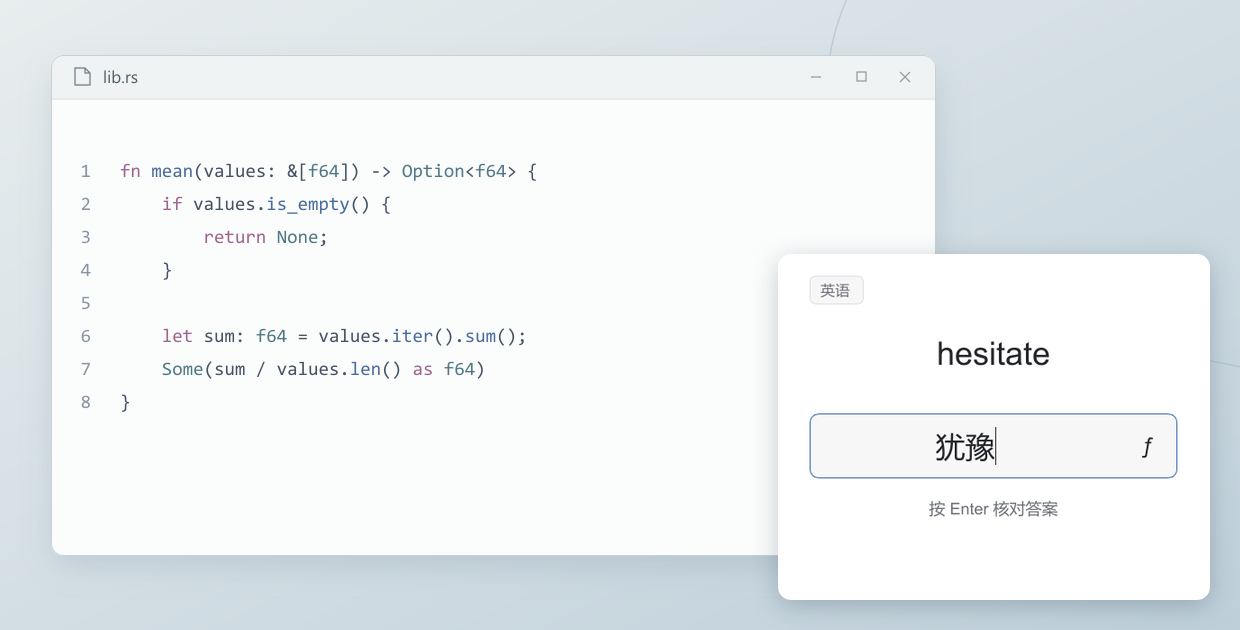 lib.rs
1 fn mean(values: &[f64]) -> Option<f64> {
2     if values.is_empty() {
3         return None;
4     }
5
6     let sum: f64 = values.iter().sum();
7     Some(sum / values.len() as f64)
8 }
英语
hesitate
犹豫 ƒ
按 Enter 核对答案